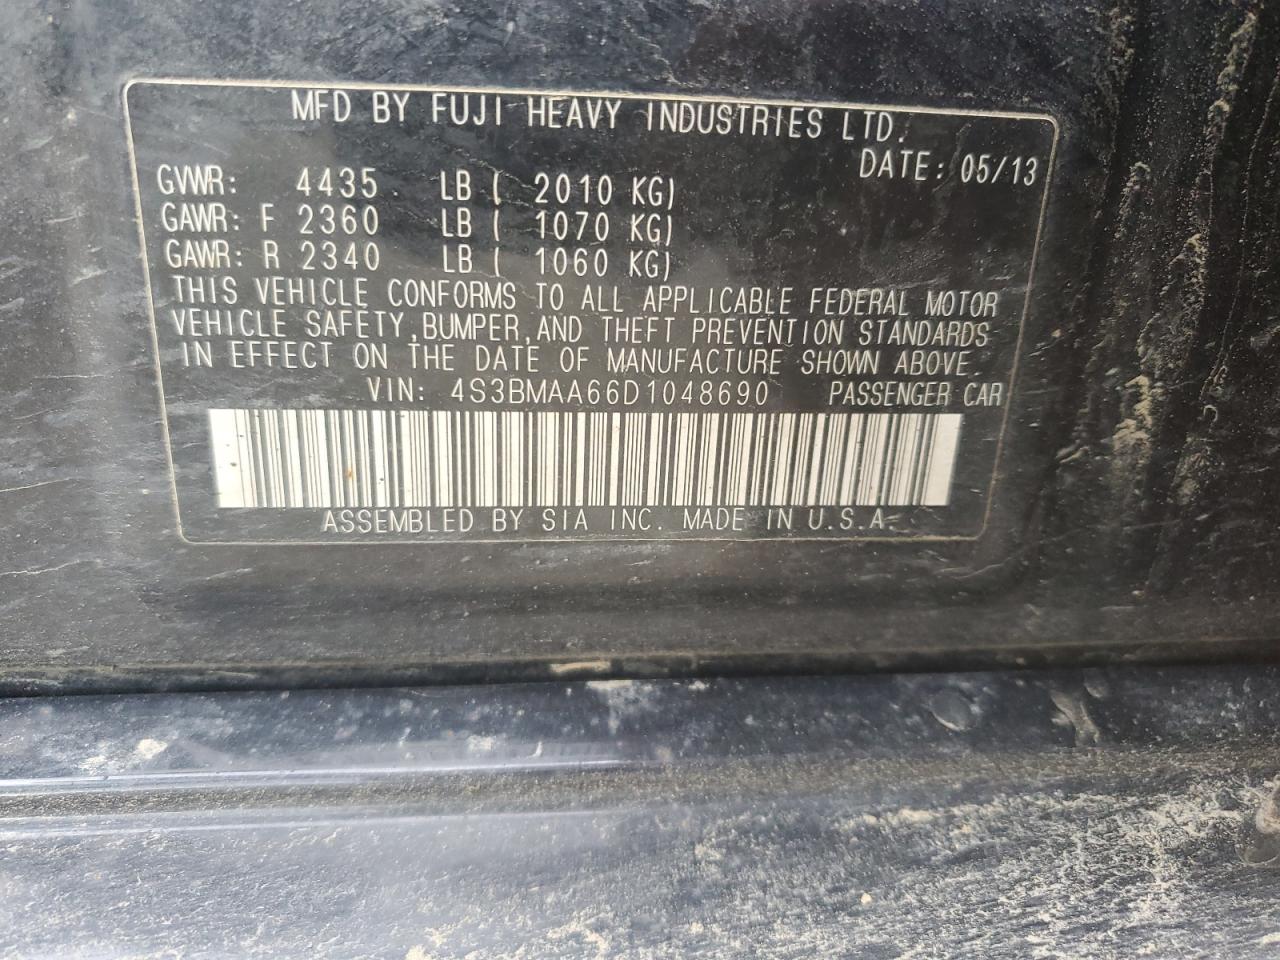 MFD BY FUJI HEAVY INDUSTRIES LTD.
DATE: 05/13
GVWR: 4435 LB ( 2010 KG)
GAWR: F 2360 LB ( 1070 KG)
GAWR: R 2340 LB ( 1060 KG)
THIS VEHICLE CONFORMS TO ALL APPLICABLE FEDERAL MOTOR
VEHICLE SAFETY,BUMPER,AND THEFT PREVENTION STANDARDS
IN EFFECT ON THE DATE OF MANUFACTURE SHOWN ABOVE.
VIN: 4S3BMAA66D1048690 PASSENGER CAR
ASSEMBLED BY SIA INC. MADE IN U.S.A.